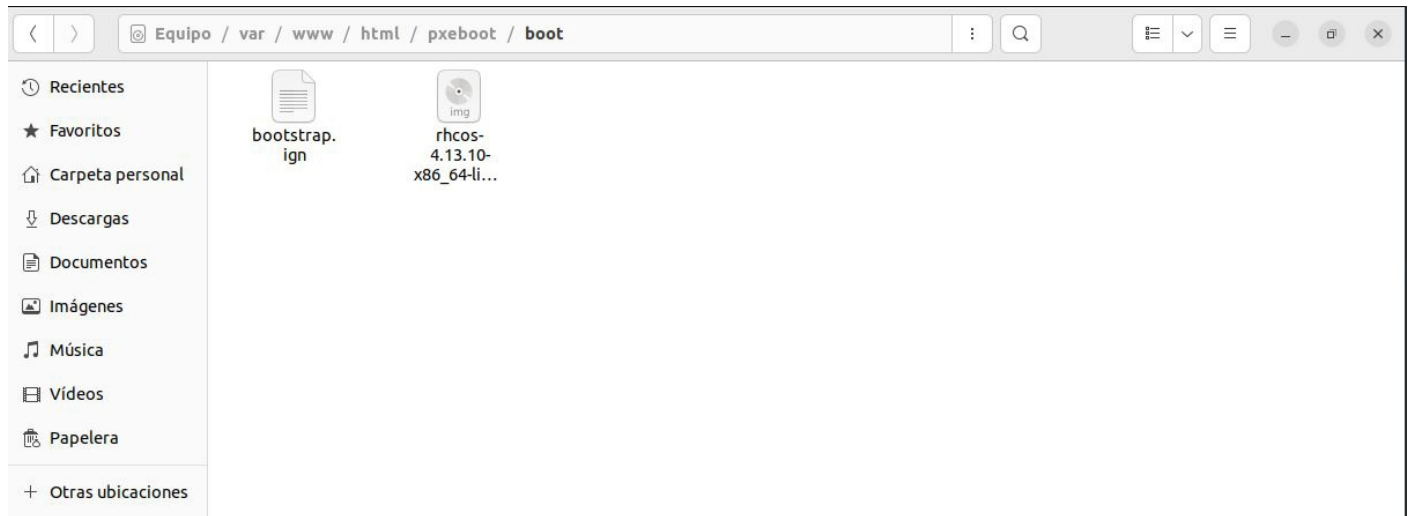 Equipo / var / www / html / pxeboot / boot
Recientes
Favoritos
Carpeta personal
Descargas
Documentos
Imágenes
Música
Vídeos
Papelera
Otras ubicaciones
bootstrap.
ign
img
rhcos-
4.13.10-
x86_64-li...